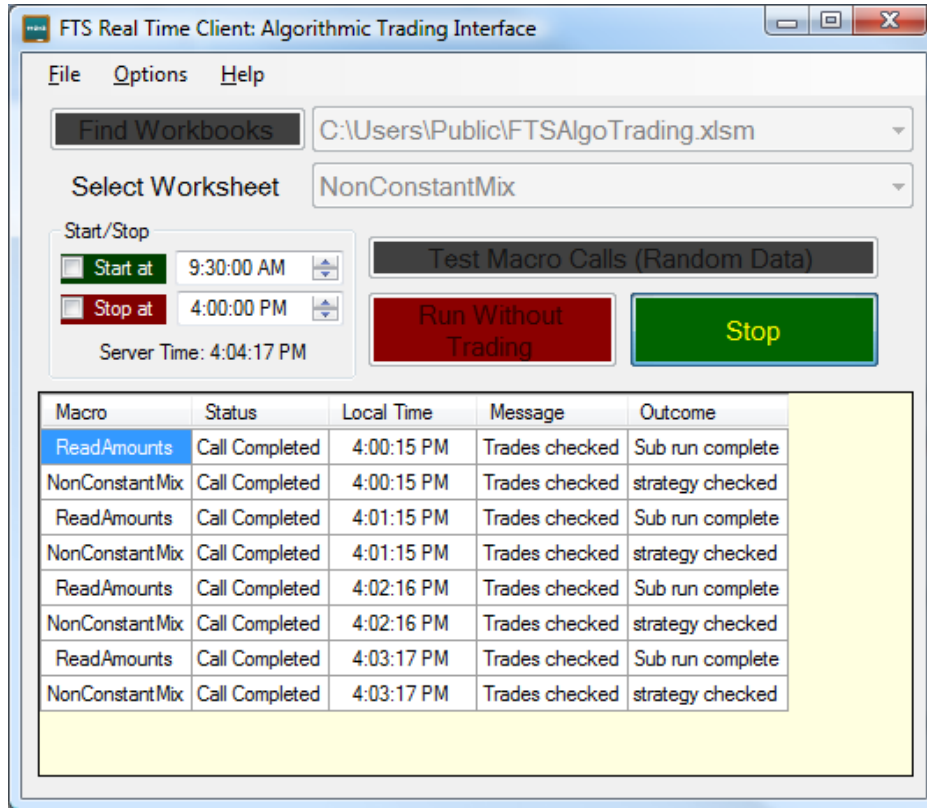 FTS Real Time Client: Algorithmic Trading Interface
File Options Help
Find Workbooks C:\Users\Public\FTSAlgoTrading.xlsm
Select Worksheet NonConstantMix
Start/Stop
Start at 9:30:00 AM
Test Macro Calls (Random Data)
Stop at 4:00:00 PM
Run Without
Trading
Stop
Server Time: 4:04:17 PM
Macro Status Local Time Message Outcome
ReadAmounts Call Completed 4:00:15 PM Trades checked Sub run complete
NonConstantMix Call Completed 4:00:15 PM Trades checked strategy checked
ReadAmounts Call Completed 4:01:15 PM Trades checked Sub run complete
NonConstantMix Call Completed 4:01:15 PM Trades checked strategy checked
ReadAmounts Call Completed 4:02:16 PM Trades checked Sub run complete
NonConstantMix Call Completed 4:02:16 PM Trades checked strategy checked
ReadAmounts Call Completed 4:03:17 PM Trades checked Sub run complete
NonConstantMix Call Completed 4:03:17 PM Trades checked strategy checked